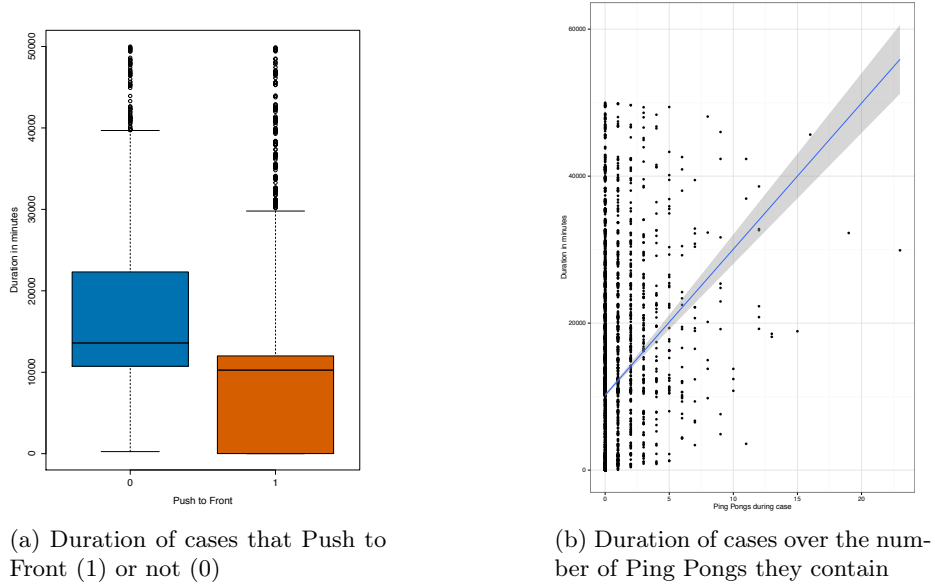 50000
40000
30000
20000
10000
0
Duration in minutes
0 1
Push to Front
(a) Duration of cases that Push to
Front (1) or not (0)
60000
40000
20000
0
Duration in minutes
0 5 10 15 20
Ping Pongs during case
(b) Duration of cases over the num-
ber of Ping Pongs they contain